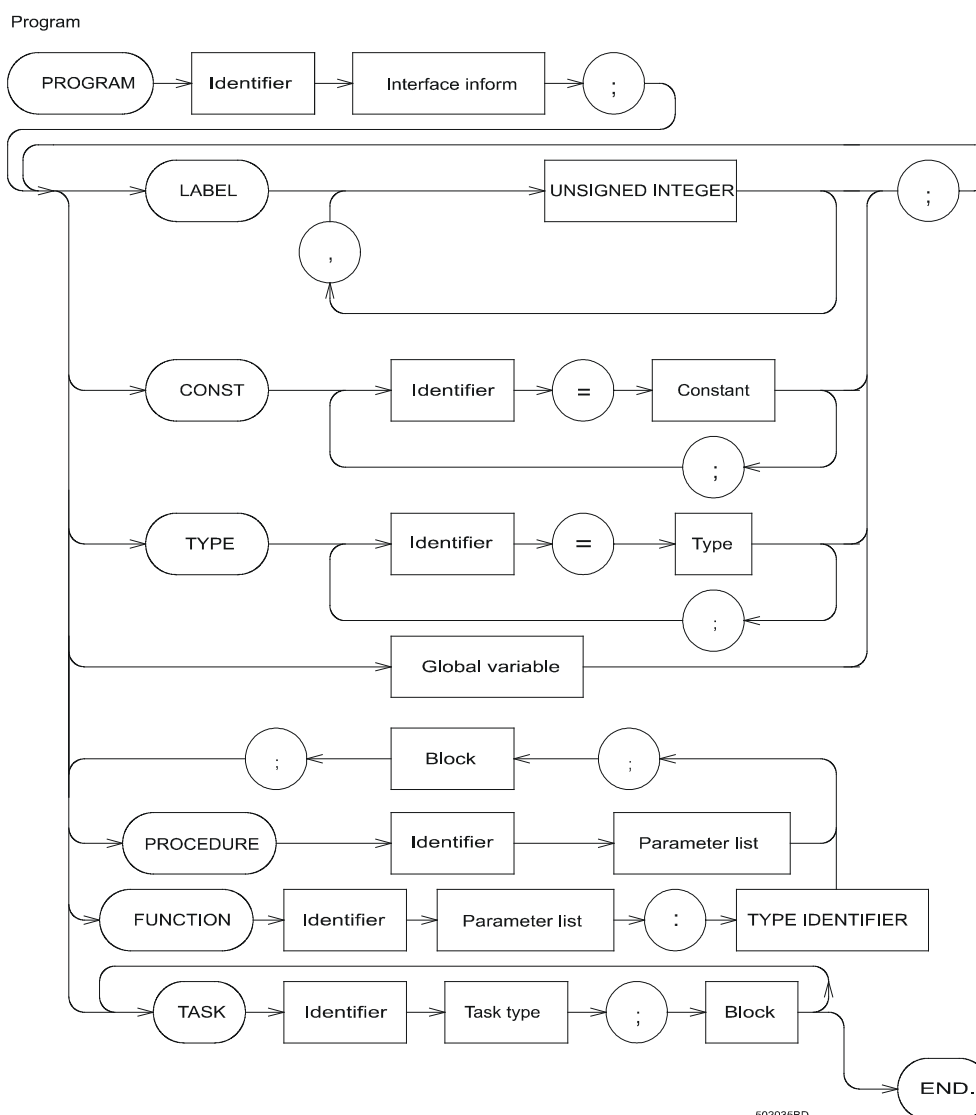 Program
PROGRAM Identifier Interface inform ;
LABEL UNSIGNED INTEGER ;
,
CONST Identifier = Constant
;
TYPE Identifier = Type
;
Global variable
; Block ;
PROCEDURE Identifier Parameter list
FUNCTION Identifier Parameter list : TYPE IDENTIFIER
TASK Identifier Task type ; Block
END.